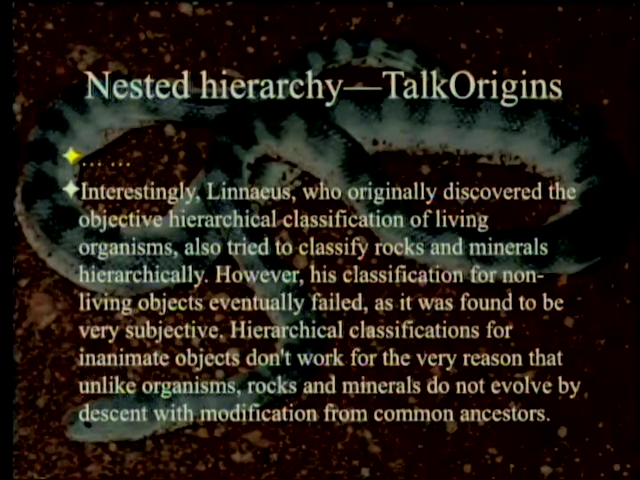 Nested hierarchy—TalkOrigins
... ...
Interestingly, Linnaeus, who originally discovered the
objective hierarchical classification of living
organisms, also tried to classify rocks and minerals
hierarchically. However, his classification for non-
living objects eventually failed, as it was found to be
very subjective. Hierarchical classifications for
inanimate objects don't work for the very reason that
unlike organisms, rocks and minerals do not evolve by
descent with modification from common ancestors.